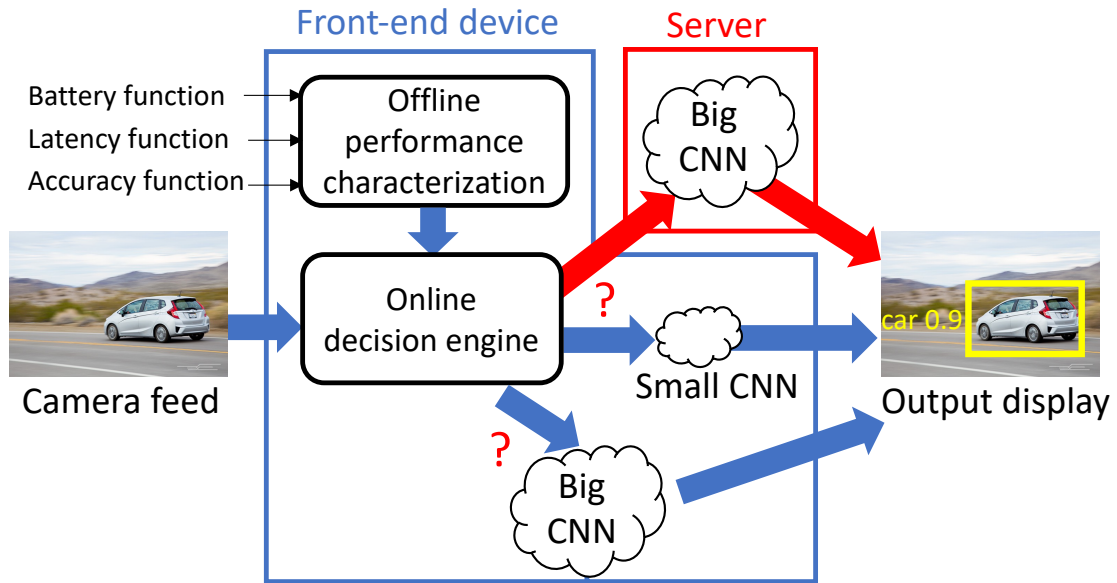 Front-end device
Server
Battery function
Latency function
Accuracy function
Offline
performance
characterization
Big
CNN
Online
decision engine
?
Small CNN
car 0.9
Camera feed
Output display
?
Big
CNN